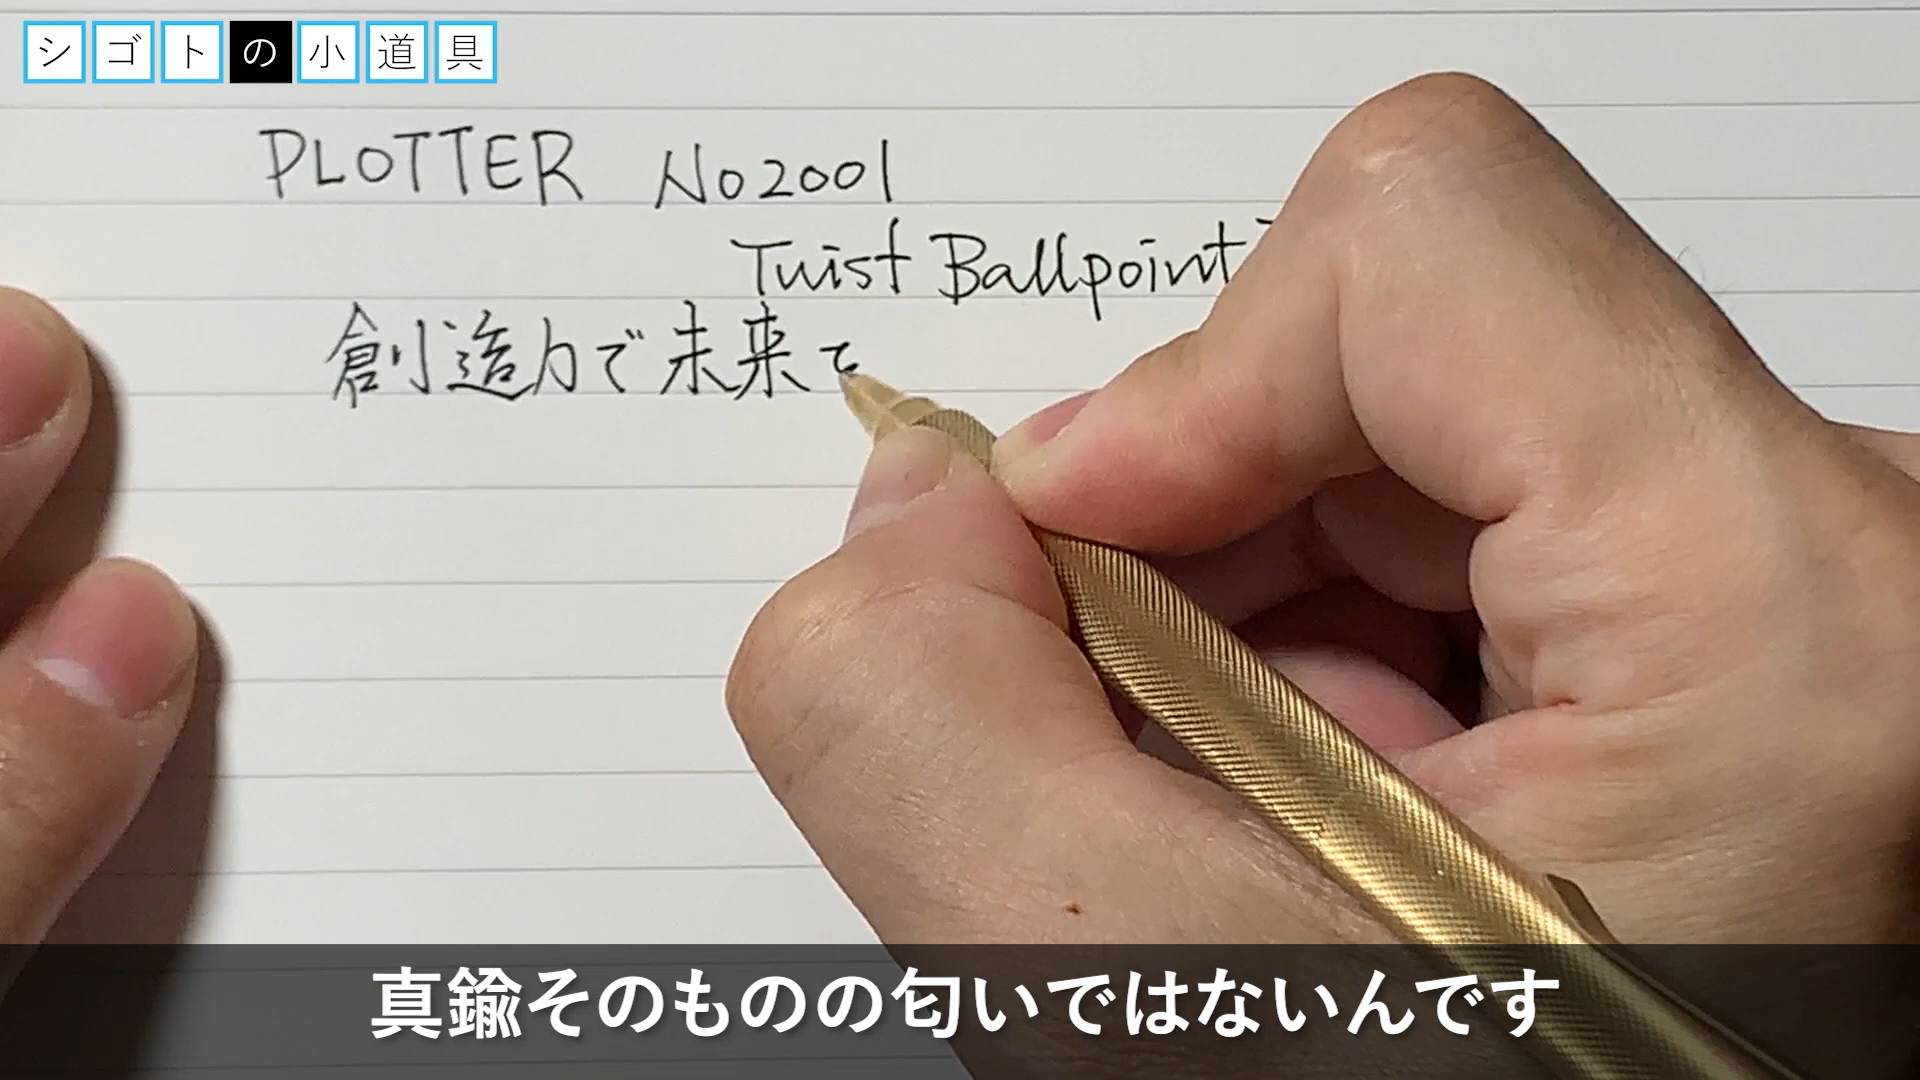 シゴトの小道具
PLOTTER No2001
Twist Ballpoint
創造力で未来を
真鍮そのものの匂いではないんです